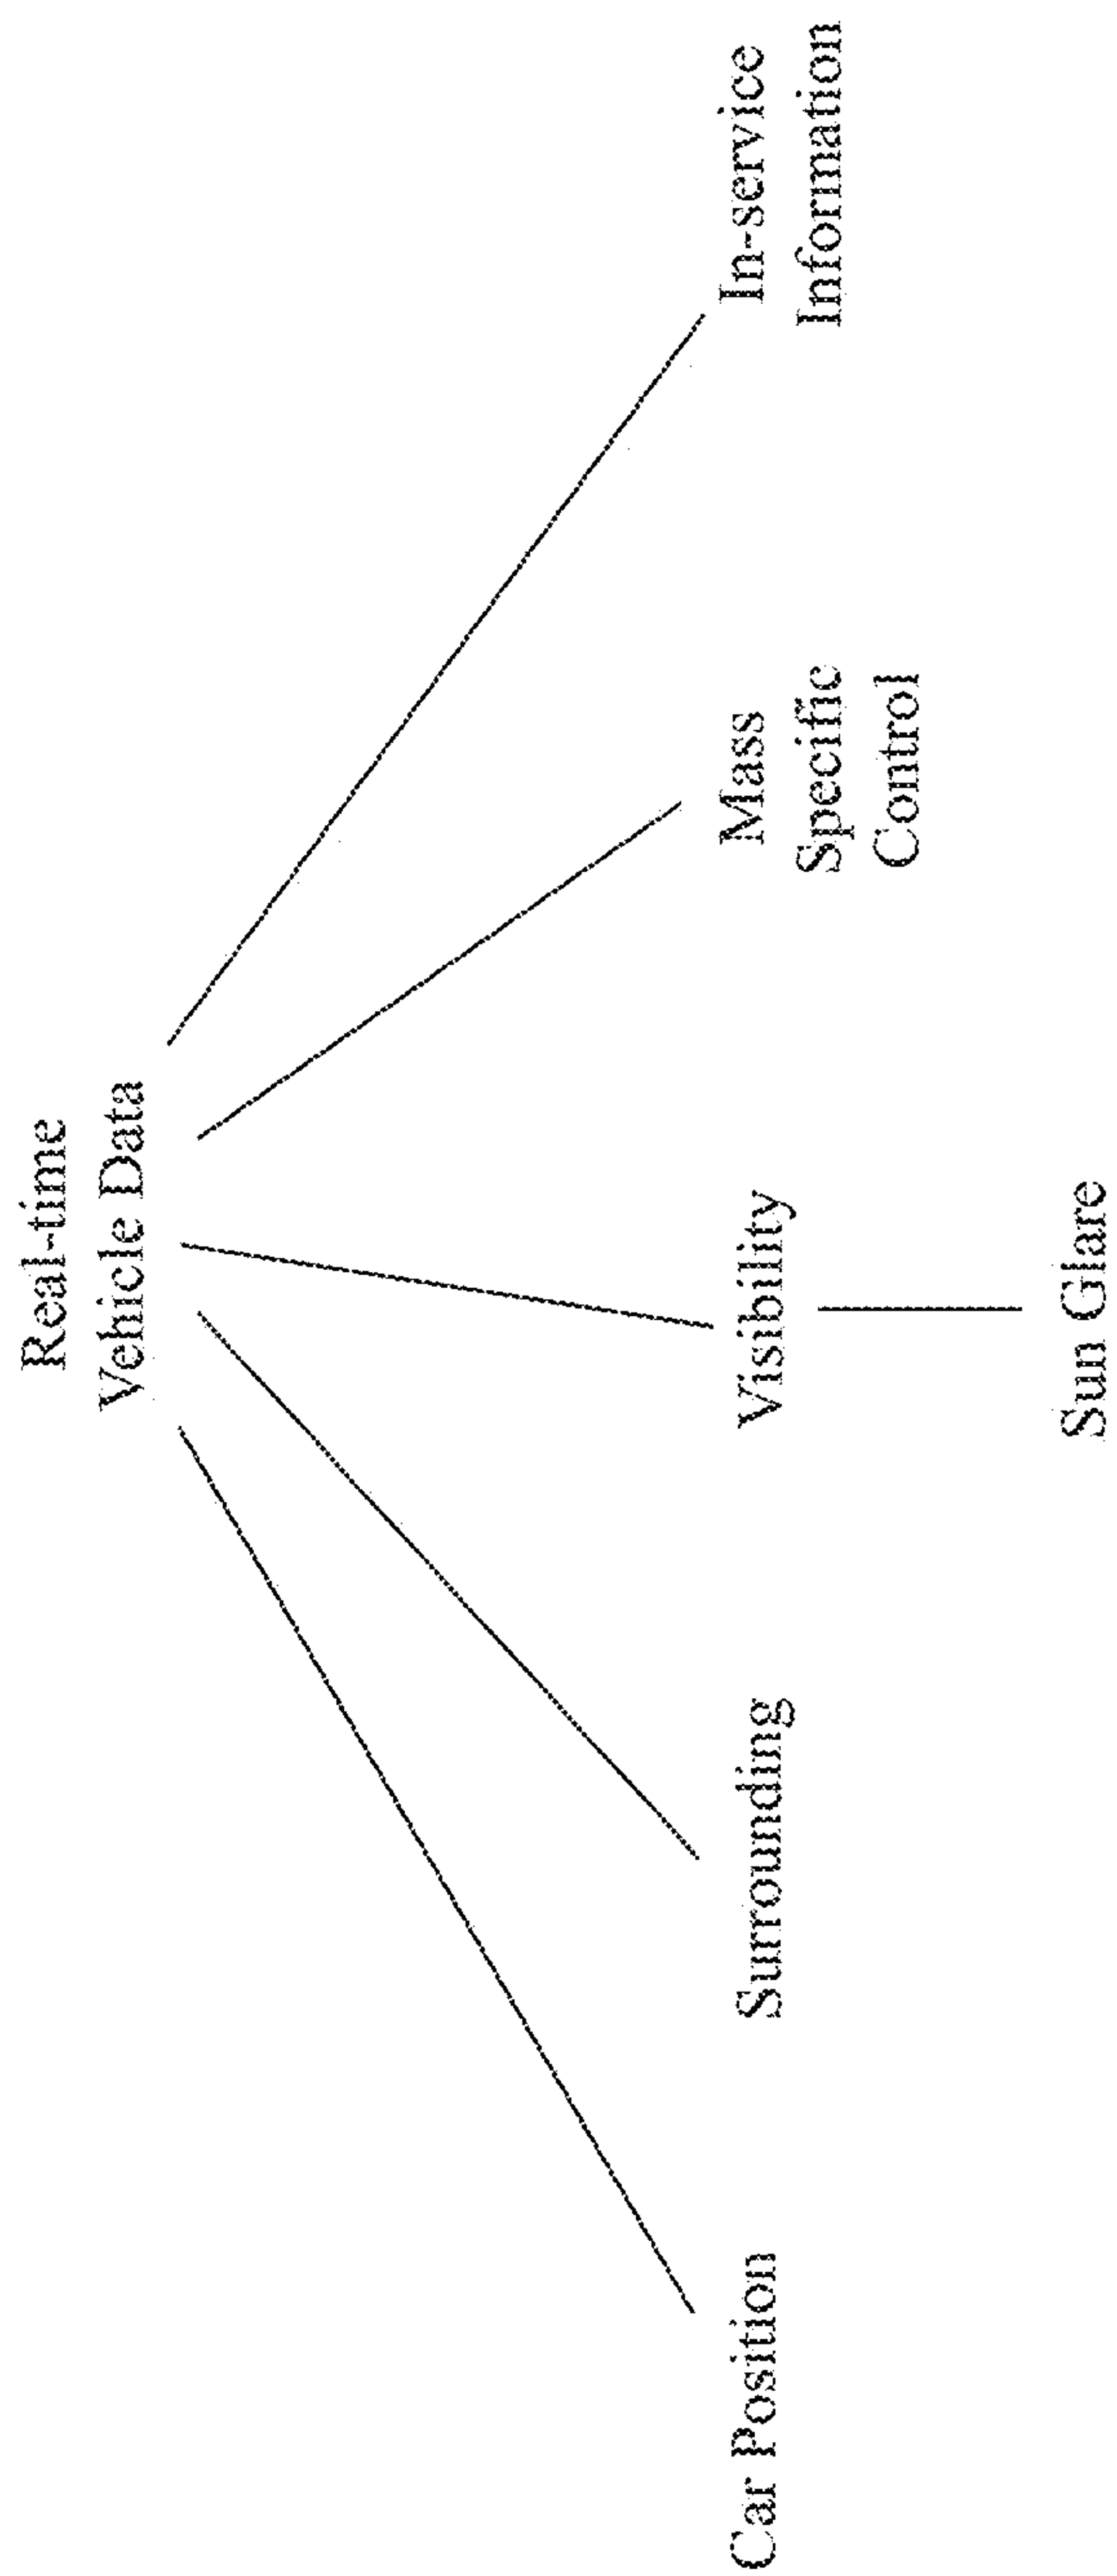 Real-time
Vehicle Data
Car Position
Surrounding
Visibility
Mass
Specific
Control
In-service
Information
Sun Glare